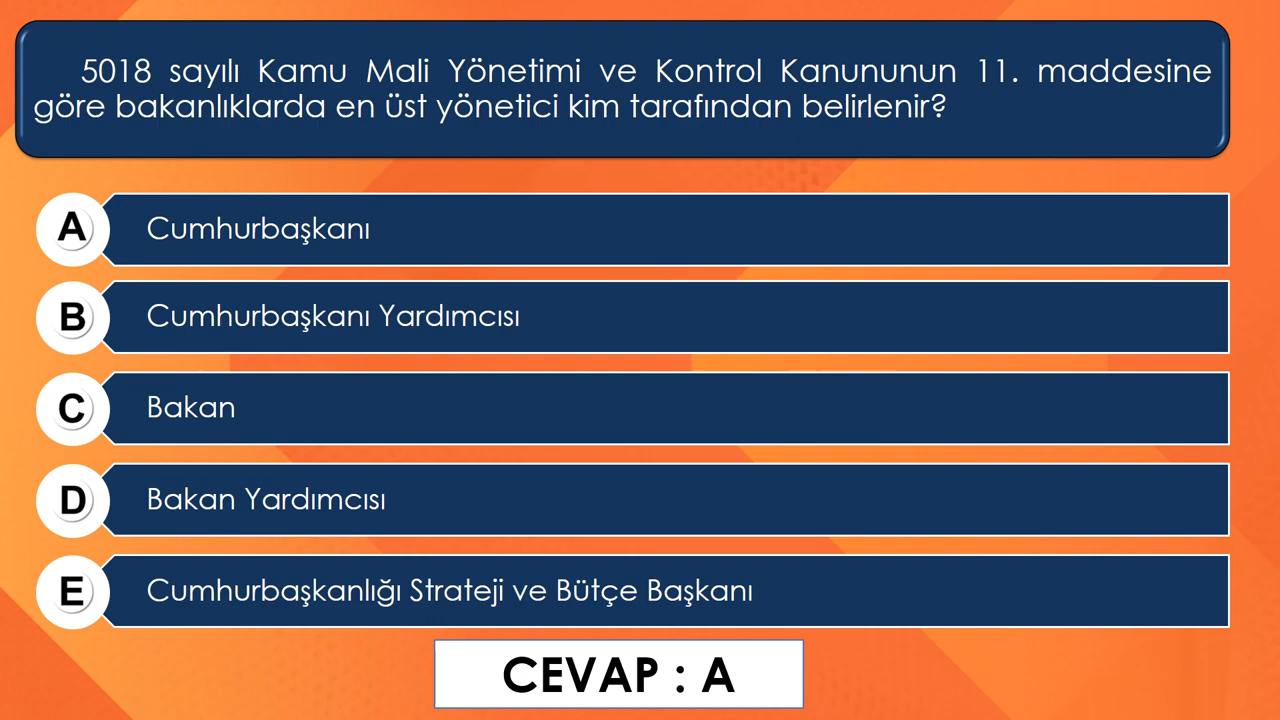 5018 sayılı Kamu Mali Yönetimi ve Kontrol Kanununun 11. maddesine
göre bakanlıklarda en üst yönetici kim tarafından belirlenir?
A Cumhurbaşkanı
B Cumhurbaşkanı Yardımcısı
C Bakan
D Bakan Yardımcısı
E Cumhurbaşkanlığı Strateji ve Bütçe Başkanı
CEVAP : A